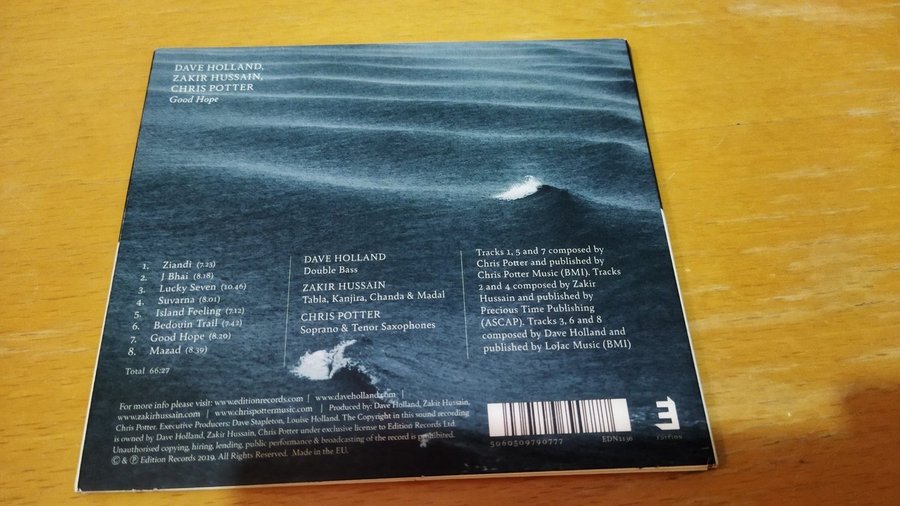 DAVE HOLLAND,
ZAKIR HUSSAIN,
CHRIS POTTER
Good Hope
1. Ziandi (7.23)
2. J Bhai (8.18)
3. Lucky Seven (10.46)
4. Suvarna (8.01)
5. Island Feeling (7.12)
6. Bedouin Trail (7.42)
7. Good Hope (8.20)
8. Mazad (8.39)
Total 66:27
DAVE HOLLAND
Double Bass
ZAKIR HUSSAIN
Tabla, Kanjira, Chanda & Madal
CHRIS POTTER
Soprano & Tenor Saxophones
Tracks 1, 5 and 7 composed by
Chris Potter and published by
Chris Potter Music (BMI). Tracks
2 and 4 composed by Zakir
Hussain and published by
Precious Time Publishing
(ASCAP). Tracks 3, 6 and 8
composed by Dave Holland and
published by LoJac Music (BMI)
For more info please visit: www.editionrecords.com | www.daveholland.com |
www.zakirhussain.com | www.chrispottermusic.com | Produced by: Dave Holland, Zakir Hussain,
Chris Potter. Executive Producers: Dave Stapleton, Louise Holland. The Copyright in this sound recording
is owned by Dave Holland, Zakir Hussain, Chris Potter under exclusive license to Edition Records Ltd.
Unauthorised copying, hiring, lending, public performance & broadcasting of the record is prohibited.
© & ℗ Edition Records 2019. All Rights Reserved. Made in the EU.
5060509790777
EDN1136
EDITION